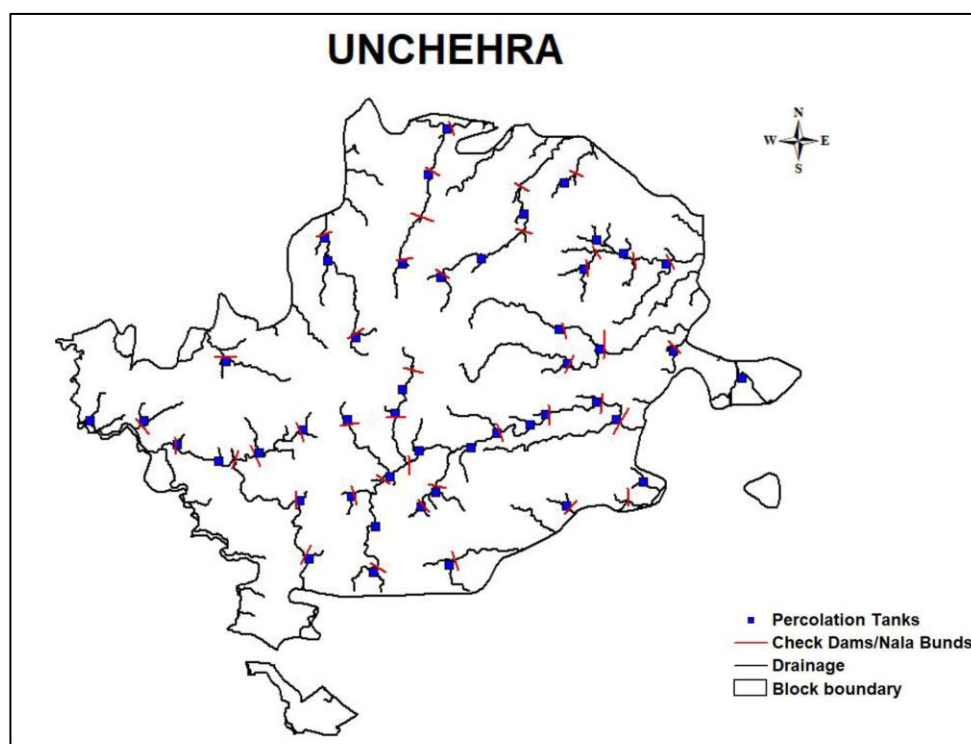 UNCHEHRA
N
W E
S
Percolation Tanks
Check Dams/Nala Bunds
Drainage
Block boundary